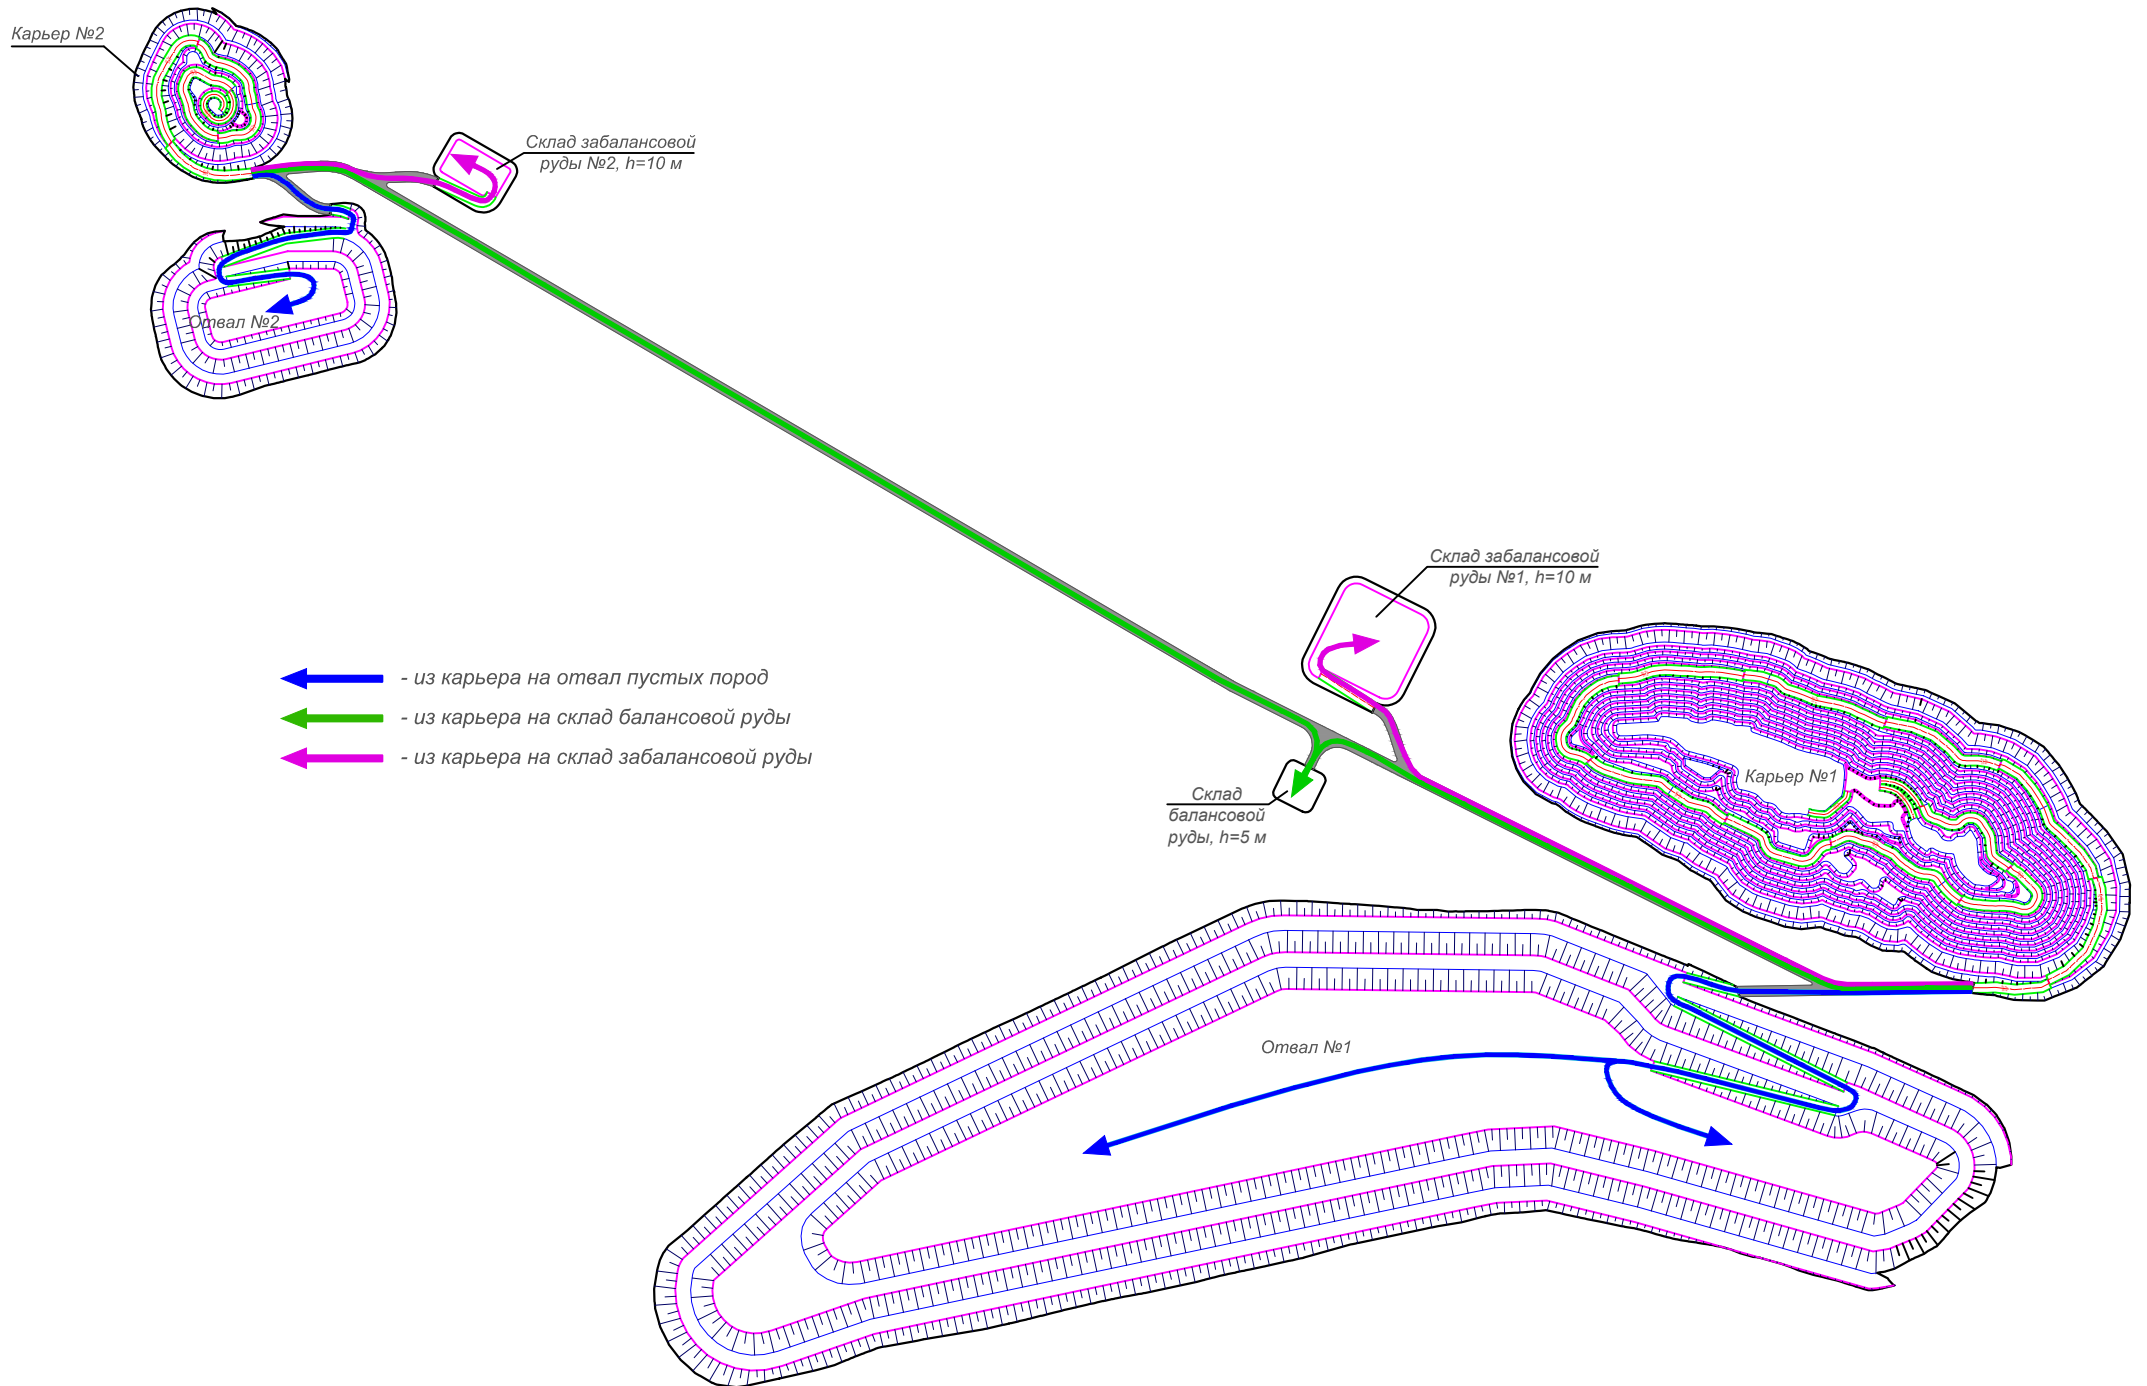 Карьер №2
Склад забалансовой
руды №2, h=10 м
Отвал №2
Склад забалансовой
руды №1, h=10 м
- из карьера на отвал пустых пород
- из карьера на склад балансовой руды
- из карьера на склад забалансовой руды
Карьер №1
Склад
балансовой
руды, h=5 м
Отвал №1